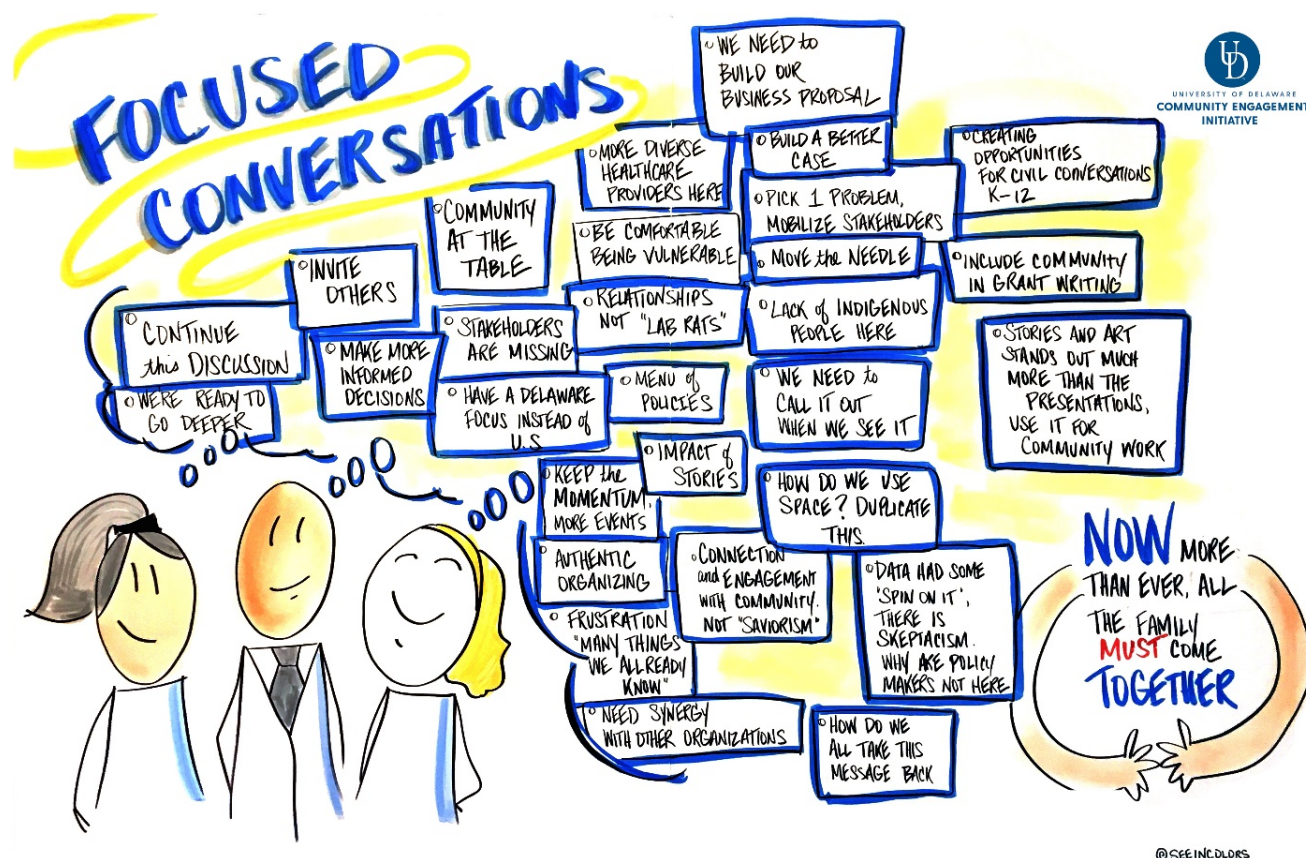 FOCUSED
CONVERSATIONS
UD
UNIVERSITY OF DELAWARE
COMMUNITY ENGAGEMENT
INITIATIVE
CONTINUE
this DISCUSSION
WE'RE READY TO
GO DEEPER
INVITE
OTHERS
MAKE MORE
INFORMED
DECISIONS
COMMUNITY
AT THE
TABLE
STAKEHOLDERS
ARE MISSING
HAVE A DELAWARE
FOCUS INSTEAD of
U.S
WE NEED to
BUILD OUR
BUSINESS PROPOSAL
MORE DIVERSE
HEALTHCARE
PROVIDERS HERE
BUILD A BETTER
CASE
PICK 1 PROBLEM,
MOBILIZE STAKEHOLDERS
BE COMFORTABLE
BEING VULNERABLE
MOVE the NEEDLE
RELATIONSHIPS
NOT "LAB RATS"
LACK of INDIGENOUS
PEOPLE HERE
MENU of
POLICIES
WE NEED to
CALL IT OUT
WHEN WE SEE IT
IMPACT of
STORIES
CREATING
OPPORTUNITIES
FOR CIVIL CONVERSATIONS
K-12
INCLUDE COMMUNITY
IN GRANT WRITING
STORIES AND ART
STANDS OUT MUCH
MORE THAN THE
PRESENTATIONS,
USE IT FOR
COMMUNITY WORK
KEEP the
MOMENTUM,
MORE EVENTS
HOW DO WE USE
SPACE? DUPLICATE
THIS.
AUTHENTIC
ORGANIZING
CONNECTION
and ENGAGEMENT
WITH COMMUNITY.
NOT "SAVIORISM"
DATA HAD SOME
'SPIN ON IT',
THERE IS
SKEPTACISM.
WHY ARE POLICY
MAKERS NOT HERE
FRUSTRATION
"MANY THINGS
WE ALLREADY
KNOW"
NEED SYNERGY
WITH OTHER ORGANIZATIONS
HOW DO WE
ALL TAKE THIS
MESSAGE BACK
NOW MORE
THAN EVER, ALL
THE FAMILY
MUST COME
TOGETHER
@SEEINCOLORS